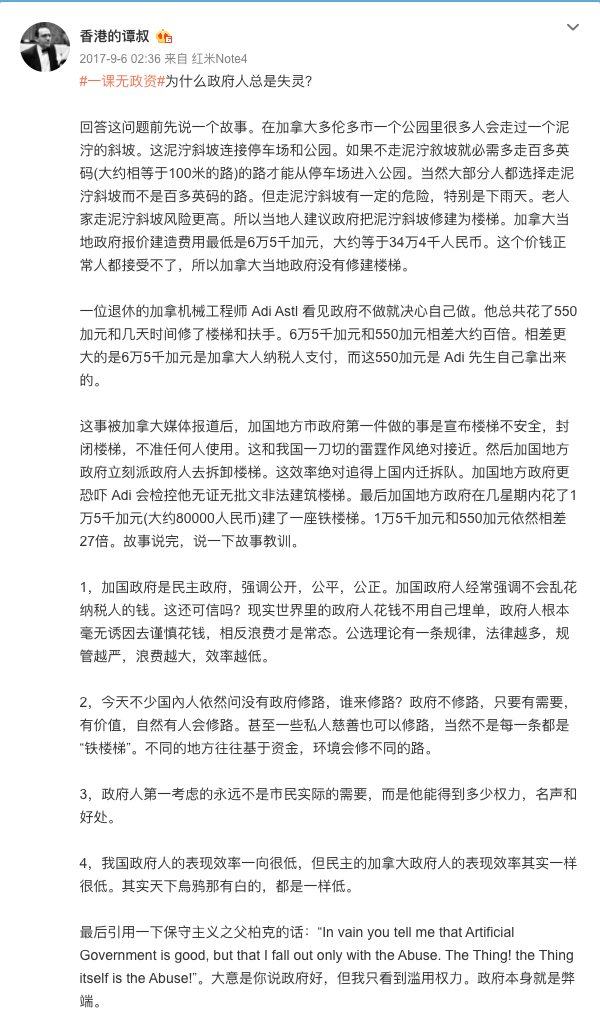 香港的谭叔
2017-9-6 02:36 来自 红米Note4
#一课无政资#为什么政府人总是失灵?
回答这问题前先说一个故事。在加拿大多伦多市一个公园里很多人会走过一个泥
泞的斜坡。这泥泞斜坡连接停车场和公园。如果不走泥泞敘坡就必需多走百多英
码(大约相等于100米的路)的路才能从停车场进入公园。当然大部分人都选择走泥
泞斜坡而不是百多英码的路。但走泥泞斜坡有一定的危险，特别是下雨天。老人
家走泥泞斜坡风险更高。所以当地人建议政府把泥泞斜坡修建为楼梯。加拿大当
地政府报价建造费用最低是6万5千加元，大约等于34万4千人民币。这个价钱正
常人都接受不了，所以加拿大当地政府没有修建楼梯。
一位退休的加拿机械工程师 Adi Astl 看见政府不做就决心自己做。他总共花了550
加元和几天时间修了楼梯和扶手。6万5千加元和550加元相差大约百倍。相差更
大的是6万5千加元是加拿大人纳税人支付，而这550加元是 Adi 先生自己拿出来
的。
这事被加拿大媒体报道后，加国地方市政府第一件做的事是宣布楼梯不安全，封
闭楼梯，不准任何人使用。这和我国一刀切的雷霆作风绝对接近。然后加国地方
政府立刻派政府人去拆卸楼梯。这效率绝对追得上国内迁拆队。加国地方政府更
恐吓 Adi 会检控他无证无批文非法建筑楼梯。最后加国地方政府在几星期内花了1
万5千加元(大约80000人民币)建了一座铁楼梯。1万5千加元和550加元依然相差
27倍。故事说完，说一下故事教训。
1，加国政府是民主政府，强调公开，公平，公正。加国政府人经常强调不会乱花
纳税人的钱。这还可信吗？现实世界里的政府人花钱不用自己埋单，政府人根本
毫无诱因去谨慎花钱，相反浪费才是常态。公选理论有一条规律，法律越多，规
管越严，浪费越大，效率越低。
2，今天不少国内人依然问没有政府修路，谁来修路？政府不修路，只要有需要，
有价值，自然有人会修路。甚至一些私人慈善也可以修路，当然不是每一条都是
“铁楼梯”。不同的地方往往基于资金，环境会修不同的路。
3，政府人第一考虑的永远不是市民实际的需要，而是他能得到多少权力，名声和
好处。
4，我国政府人的表现效率一向很低，但民主的加拿大政府人的表现效率其实一样
很低。其实天下烏鸦那有白的，都是一样低。
最后引用一下保守主义之父柏克的话：“In vain you tell me that Artificial
Government is good, but that I fall out only with the Abuse. The Thing! the Thing
itself is the Abuse!”。大意是你说政府好，但我只看到滥用权力。政府本身就是弊
端。